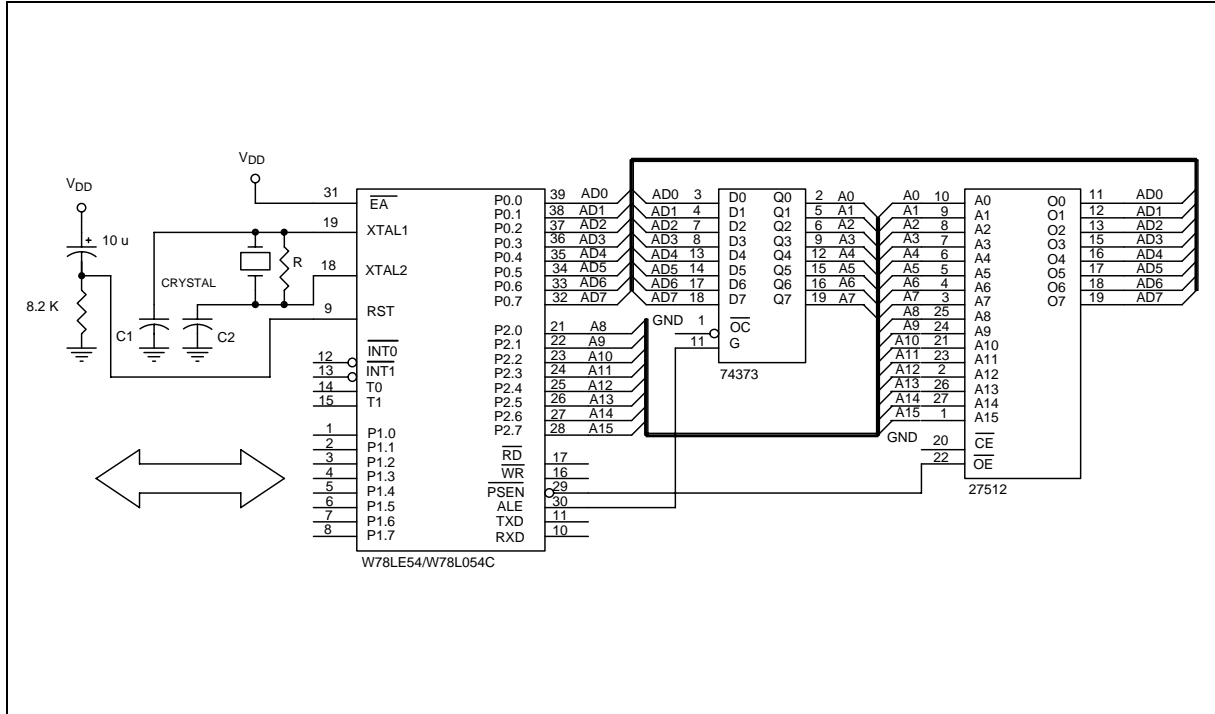 VDD
VDD
10 u
8.2 K
CRYSTAL
R
C1
C2
31 EA
19 XTAL1
18 XTAL2
9 RST
12 INT0
13 INT1
14 T0
15 T1
1 P1.0
2 P1.1
3 P1.2
4 P1.3
5 P1.4
6 P1.5
7 P1.6
8 P1.7
P0.0 39 AD0
P0.1 38 AD1
P0.2 37 AD2
P0.3 36 AD3
P0.4 35 AD4
P0.5 34 AD5
P0.6 33 AD6
P0.7 32 AD7
P2.0 21 A8
P2.1 22 A9
P2.2 23 A10
P2.3 24 A11
P2.4 25 A12
P2.5 26 A13
P2.6 27 A14
P2.7 28 A15
RD 17
WR 16
PSEN 29
ALE 30
TXD 11
RXD 10
W78LE54/W78L054C
AD0 3 D0 Q0 2 A0
AD1 4 D1 Q1 5 A1
AD2 7 D2 Q2 6 A2
AD3 8 D3 Q3 9 A3
AD4 13 D4 Q4 12 A4
AD5 14 D5 Q5 15 A5
AD6 17 D6 Q6 16 A6
AD7 18 D7 Q7 19 A7
GND 1 OC
11 G
74373
A0 10 A0 O0 11 AD0
A1 9 A1 O1 12 AD1
A2 8 A2 O2 13 AD2
A3 7 A3 O3 15 AD3
A4 6 A4 O4 16 AD4
A5 5 A5 O5 17 AD5
A6 4 A6 O6 18 AD6
A7 3 A7 O7 19 AD7
A8 25 A8
A9 24 A9
A10 21 A10
A11 23 A11
A12 2 A12
A13 26 A13
A14 27 A14
A15 1 A15
GND 20 CE
22 OE
27512